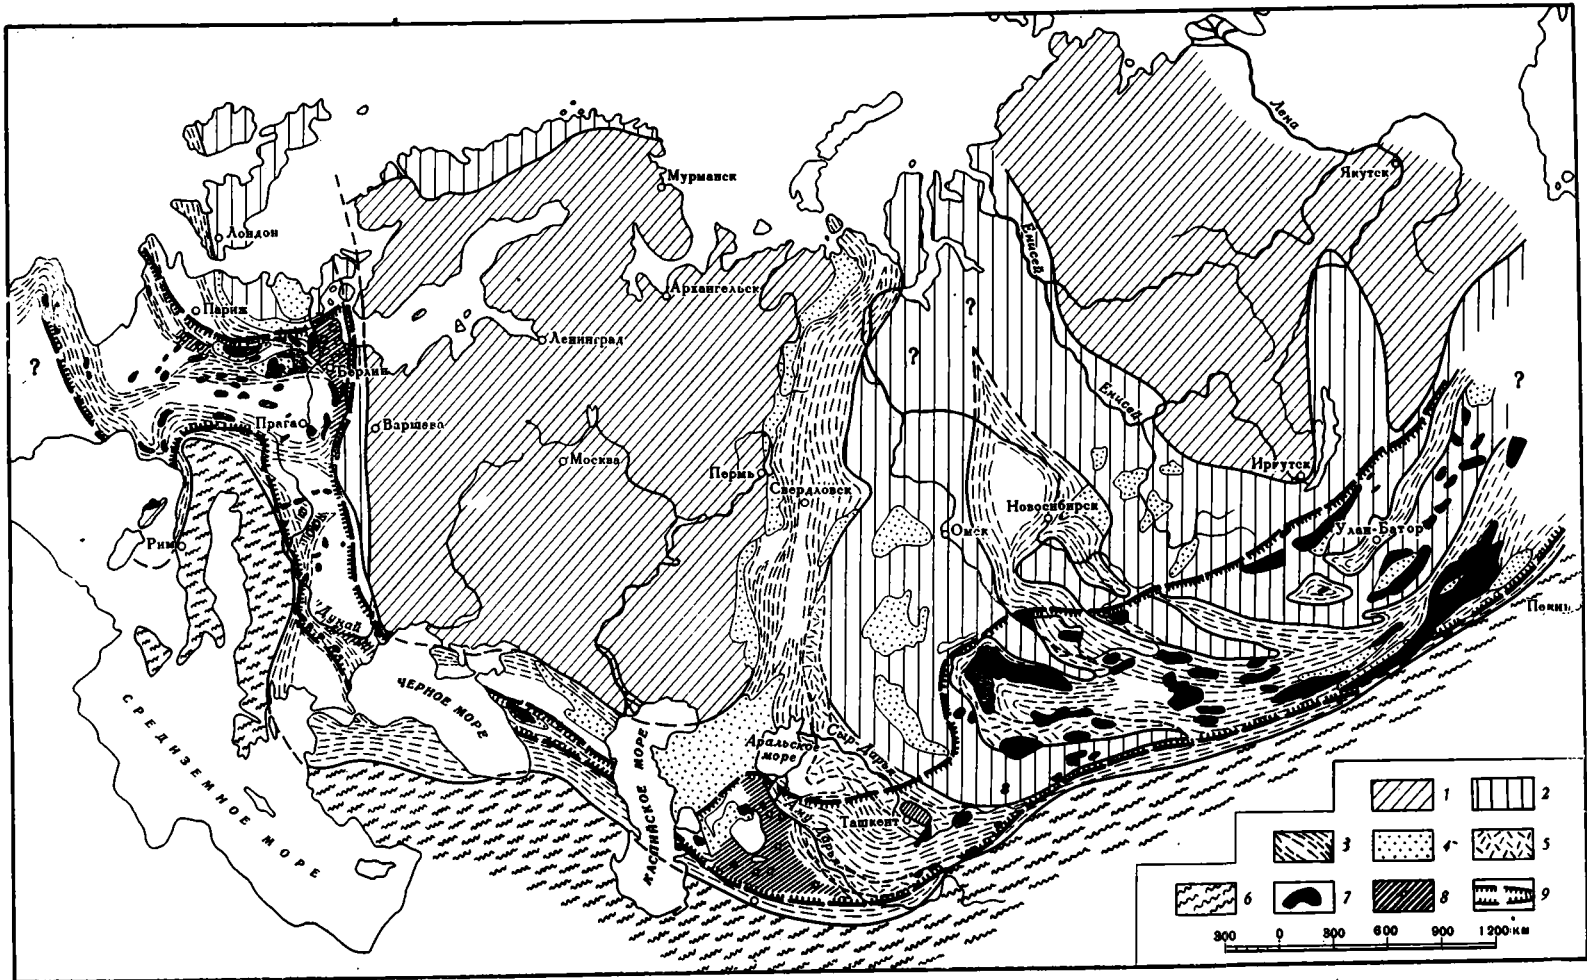 Лена
Якутск
Мурманск
Лондон
Енисей
Архангельск
Париж
?
Ленинград
?
?
Берлин
?
Енисей
Прага
Варшава
Москва
Пермь
Иркутск
Свердловск
Новосибирск
Омск
Улан-Батор
Рим
Пекин
Дунай
ЧЕРНОЕ МОРЕ
СРЕДИЗЕМНОЕ МОРЕ
Аральское
море
Сыр-Дарья
КАСПИЙСКОЕ МОРЕ
Аму-Дарья
Ташкент
1
2
3
4
5
6
7
8
9
300 0 300 600 900 1200 км